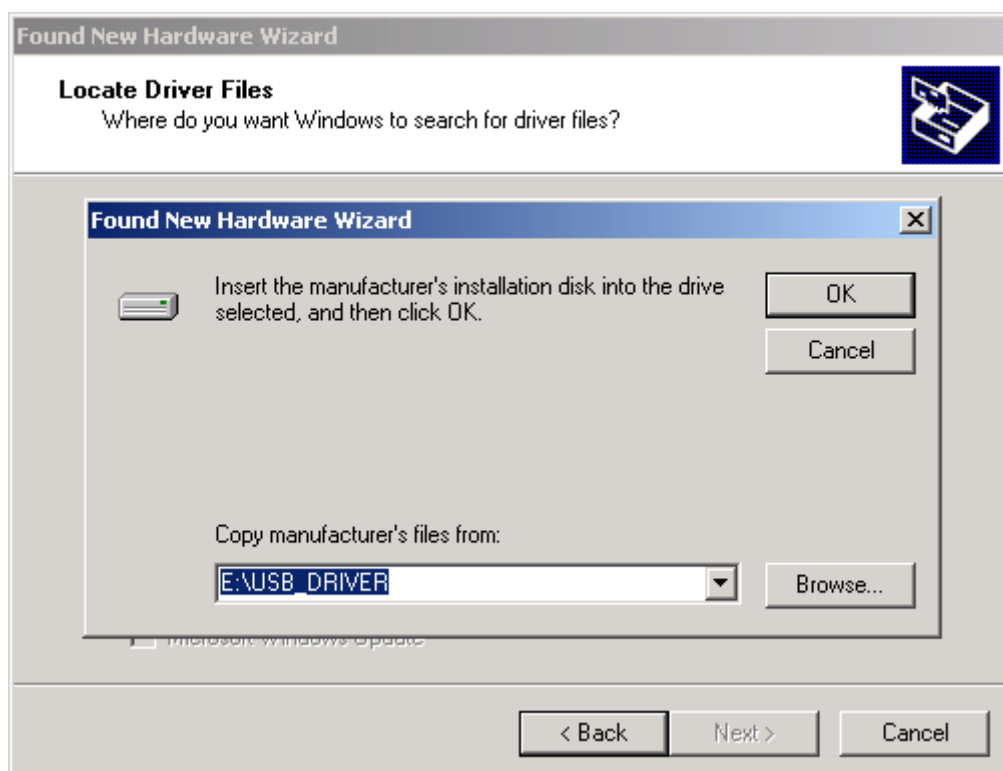 Found New Hardware Wizard
Locate Driver Files
Where do you want Windows to search for driver files?
Found New Hardware Wizard
Insert the manufacturer's installation disk into the drive
selected, and then click OK.
OK
Cancel
Copy manufacturer's files from:
E:\USB_DRIVER
Browse...
Microsoft Windows Update
< Back
Next >
Cancel